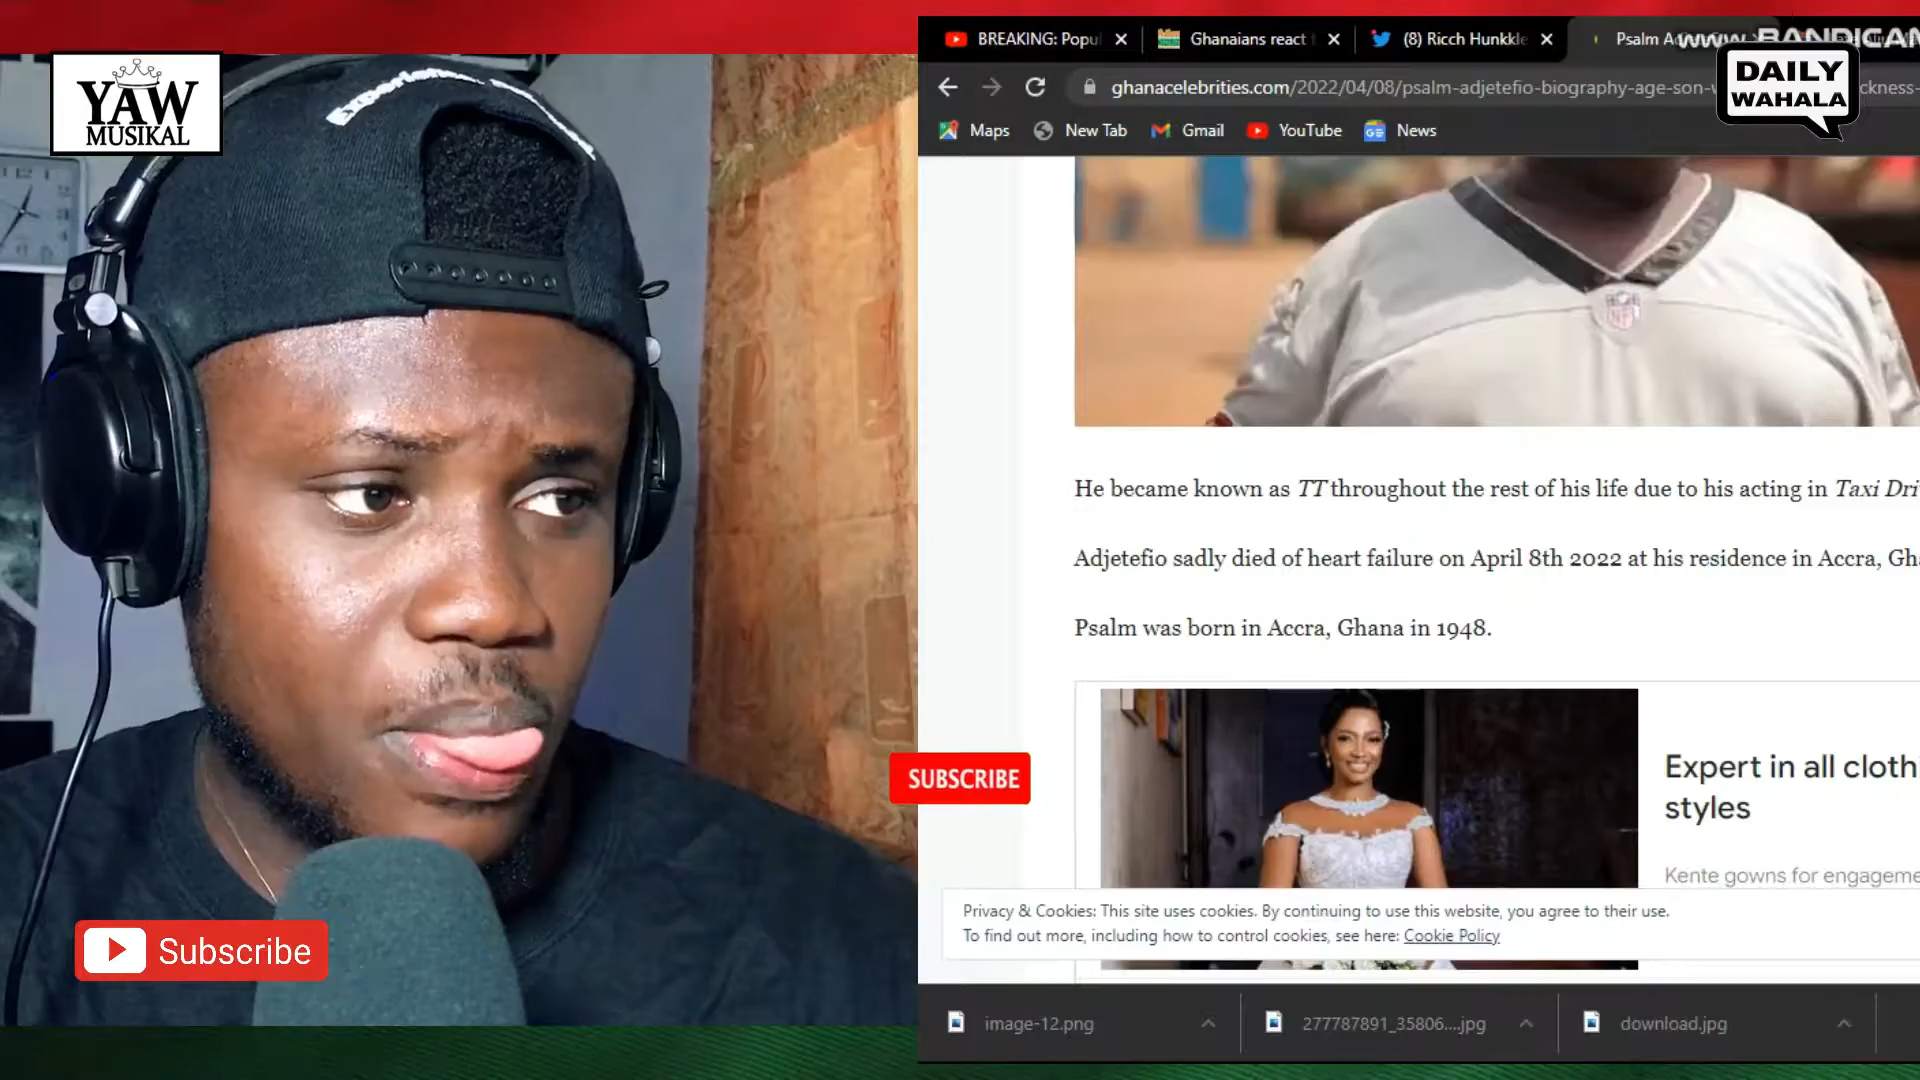 YAW
MUSIKAL
BREAKING: Popul
Ghanaians react
(8) Ricch Hunkkle
Psalm A
DAILY
WAHALA
ghanacelebrities.com/2022/04/08/psalm-adjetefio-biography-age-son-
ckness-
Maps
New Tab
Gmail
YouTube
News
He became known as TT throughout the rest of his life due to his acting in Taxi Dri
Adjetefio sadly died of heart failure on April 8th 2022 at his residence in Accra, Gh
Psalm was born in Accra, Ghana in 1948.
SUBSCRIBE
Expert in all cloth
styles
Kente gowns for engageme
Privacy & Cookies: This site uses cookies. By continuing to use this website, you agree to their use.
To find out more, including how to control cookies, see here: Cookie Policy
Subscribe
image-12.png
277787891_35806....jpg
download.jpg